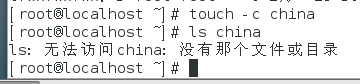 [root@localhost ~]# touch -c china
[root@localhost ~]# ls china
ls: 无法访问china: 没有那个文件或目录
[root@localhost ~]#